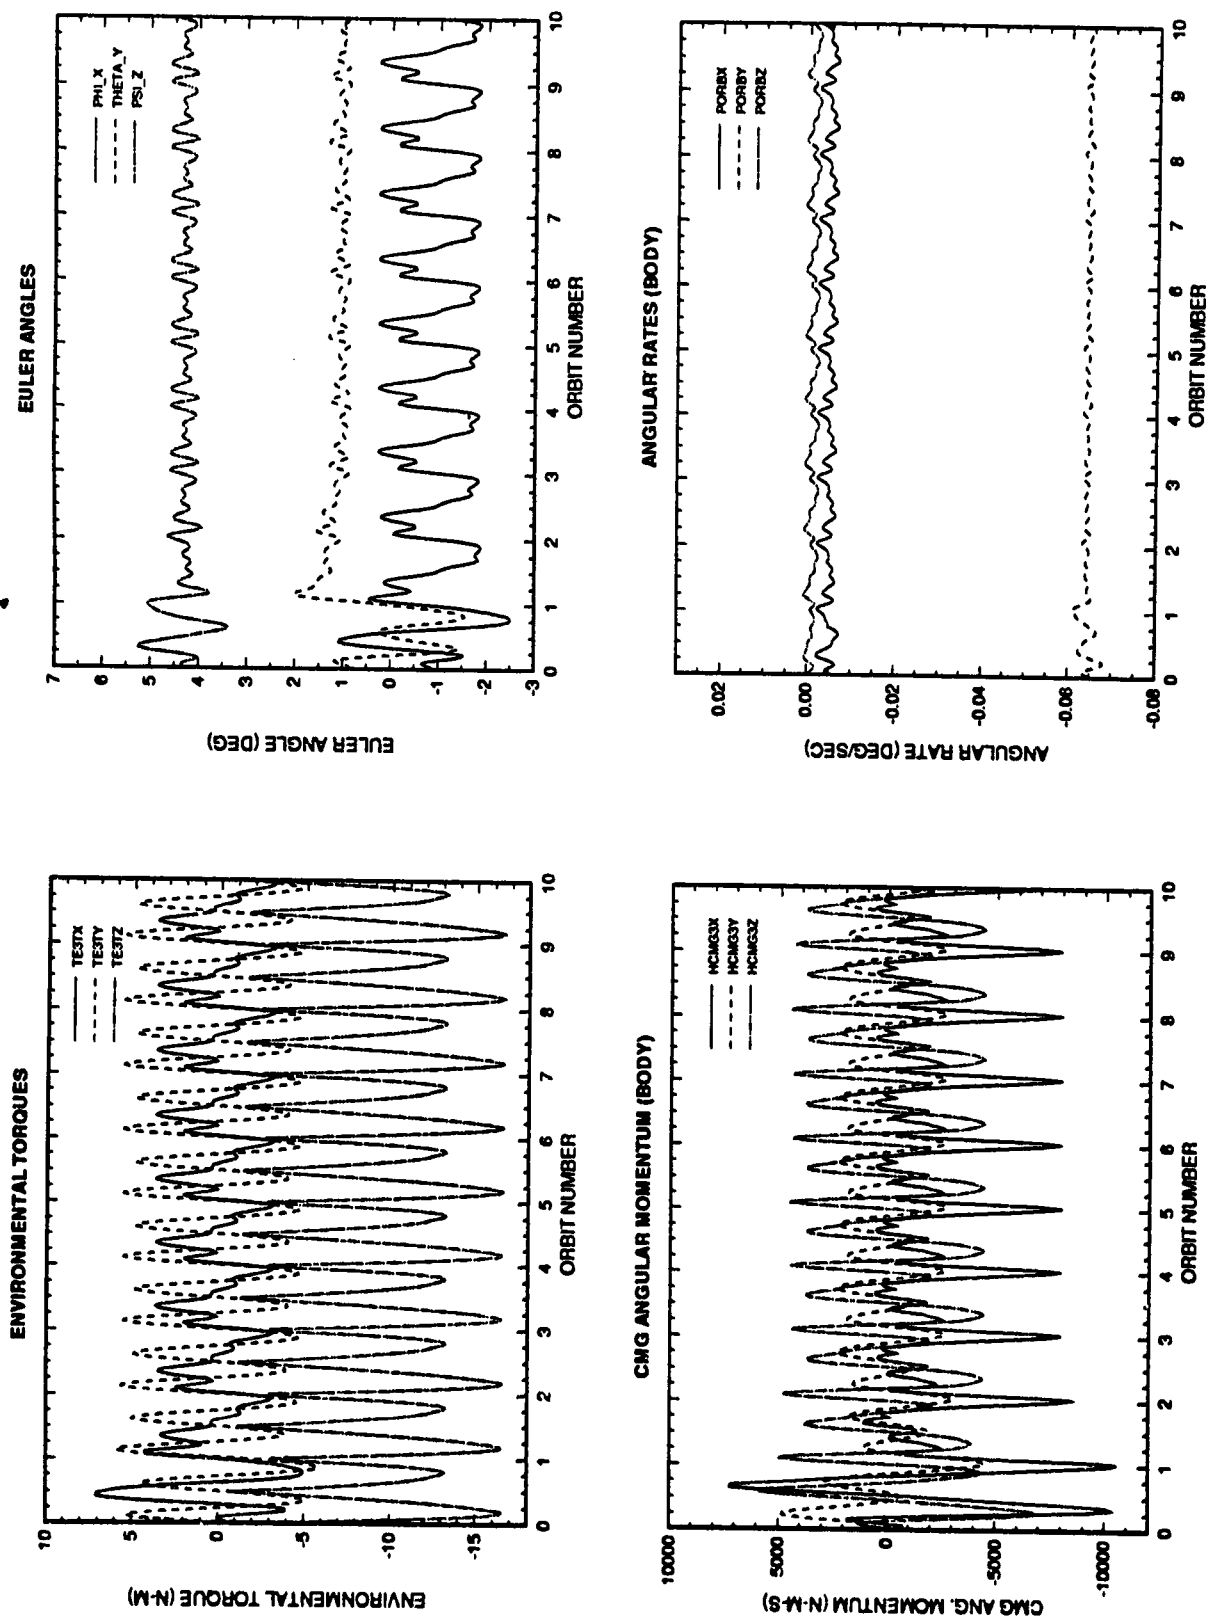 ENVIRONMENTAL TORQUES
TE3TX
TE3TY
TE3TZ
10
5
0
-5
-10
-15
ENVIRONMENTAL TORQUE (N-M)
0 1 2 3 4 5 6 7 8 9 10
ORBIT NUMBER
EULER ANGLES
PHI_X
THETA_Y
PSI_Z
7
6
5
4
3
2
1
0
-1
-2
-3
EULER ANGLE (DEG)
0 1 2 3 4 5 6 7 8 9 10
ORBIT NUMBER
CMG ANGULAR MOMENTUM (BODY)
HCMG3X
HCMG3Y
HCMG3Z
10000
5000
0
-5000
-10000
CMG ANG. MOMENTUM (N-M-S)
0 1 2 3 4 5 6 7 8 9 10
ORBIT NUMBER
ANGULAR RATES (BODY)
PORBX
PORBY
PORBZ
0.02
0.00
-0.02
-0.04
-0.06
-0.08
ANGULAR RATE (DEG/SEC)
0 1 2 3 4 5 6 7 8 9 10
ORBIT NUMBER